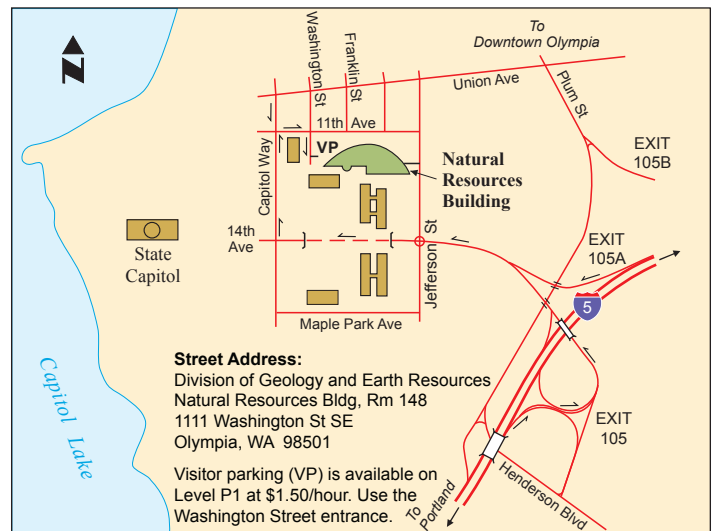 To
Downtown Olympia
Washington St
Franklin St
Union Ave
Plum St
N
11th Ave
VP
Capitol Way
Natural
Resources
Building
EXIT
105B
14th
Ave
State
Capitol
Jefferson St
EXIT
105A
5
Maple Park Ave
Street Address:
Division of Geology and Earth Resources
Natural Resources Bldg, Rm 148
1111 Washington St SE
Olympia, WA 98501
EXIT
105
Capitol Lake
Visitor parking (VP) is available on
Level P1 at $1.50/hour. Use the
Washington Street entrance.
To
Portland
Henderson Blvd